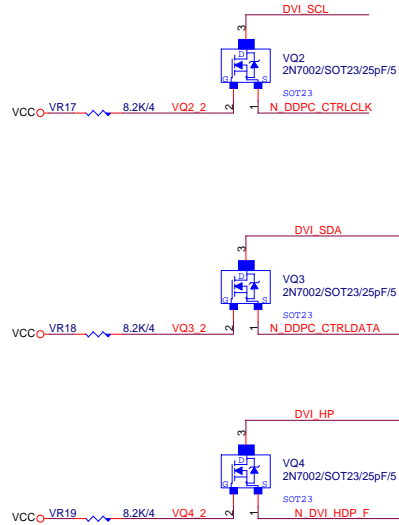 DVI_SCL
3
D
VQ2
2N7002/SOT23/25pF/5
G S
SOT23
VCC VR17 8.2K/4 VQ2_2 2 1 N_DDPC_CTRLCLK
DVI_SDA
3
D
VQ3
2N7002/SOT23/25pF/5
G S
SOT23
VCC VR18 8.2K/4 VQ3_2 2 1 N_DDPC_CTRLDATA
DVI_HP
3
D
VQ4
2N7002/SOT23/25pF/5
G S
SOT23
VCC VR19 8.2K/4 VQ4_2 2 1 N_DVI_HDP_F